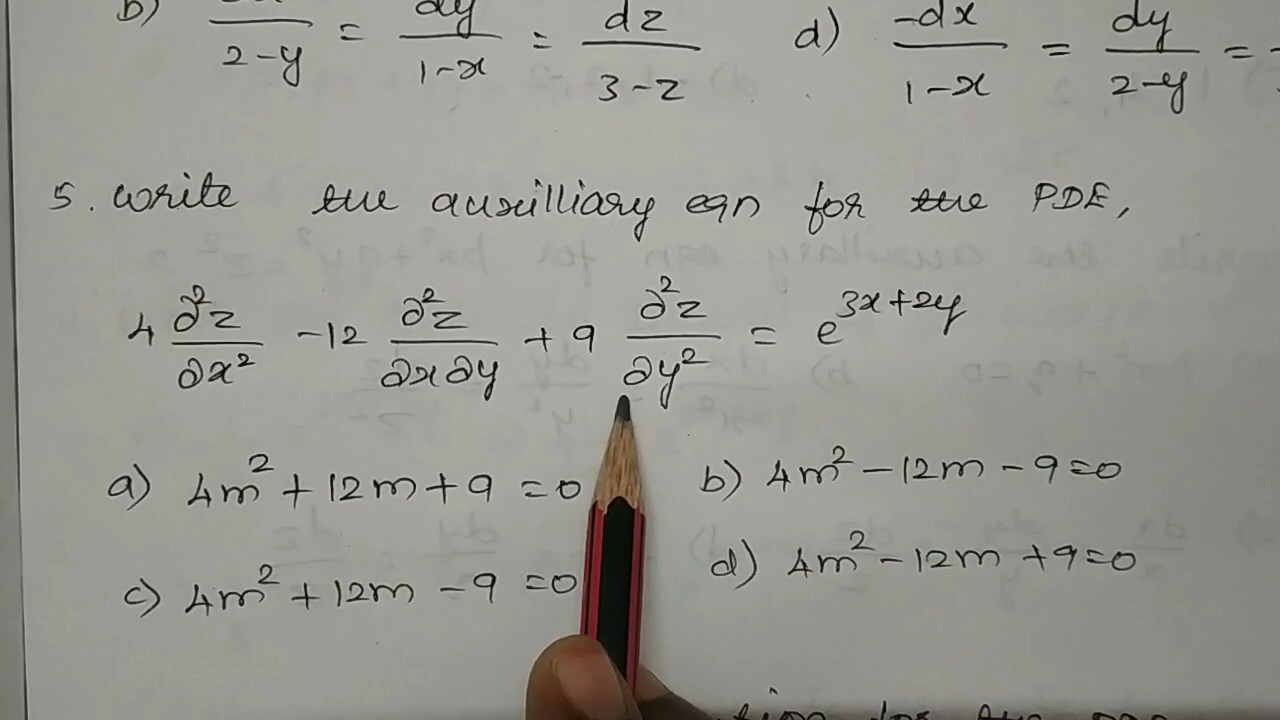 b) 2-y = dy/1-x = dz/3-z d) -dx/1-x = dy/2-y =
5. write the auxilliary eqn for the PDE,
4 ∂²z/∂x² -12 ∂²z/∂x∂y + 9 ∂²z/∂y² = e^3x+2y
a) 4m² + 12m + 9 = 0 b) 4m² - 12m - 9 = 0
c) 4m² + 12m - 9 = 0 d) 4m² - 12m + 9 = 0